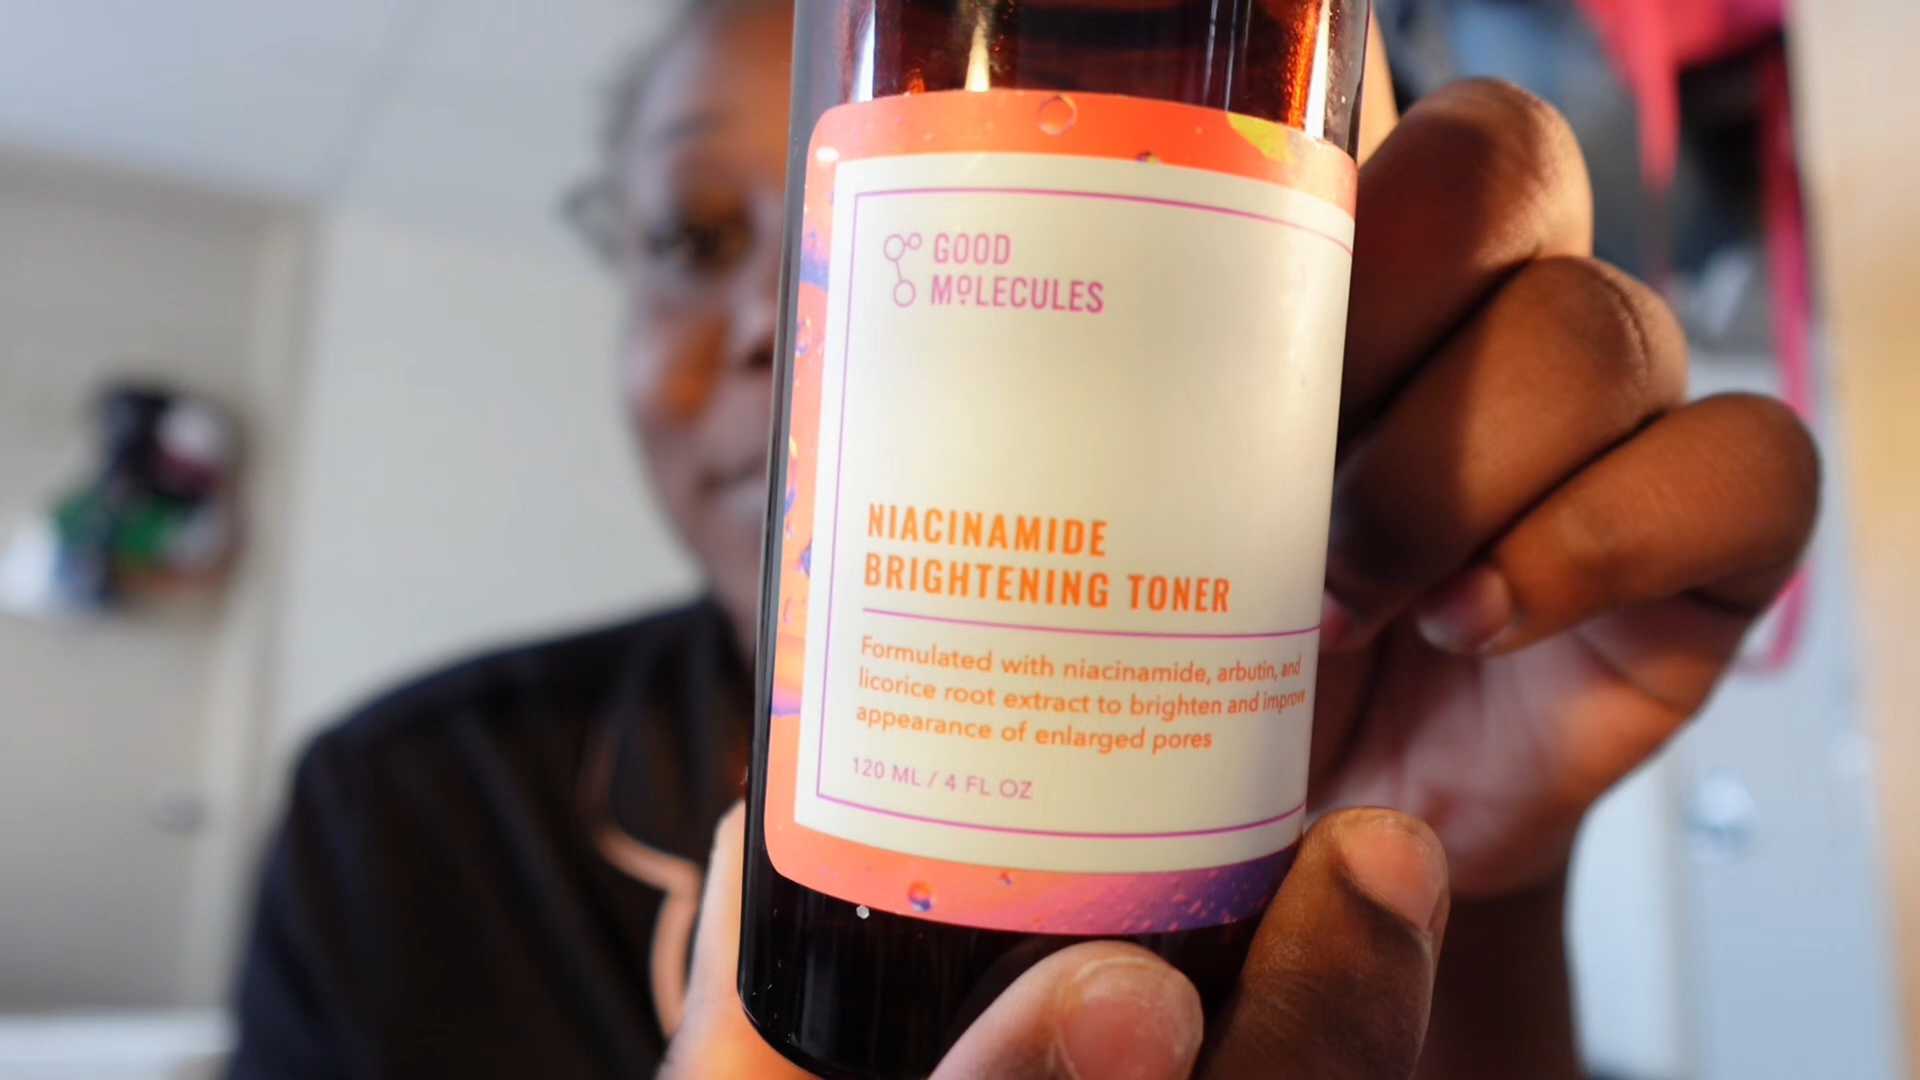 GOOD
MOLECULES
NIACINAMIDE
BRIGHTENING TONER
Formulated with niacinamide, arbutin, and
licorice root extract to brighten and improve
appearance of enlarged pores
120 ML / 4 FL OZ